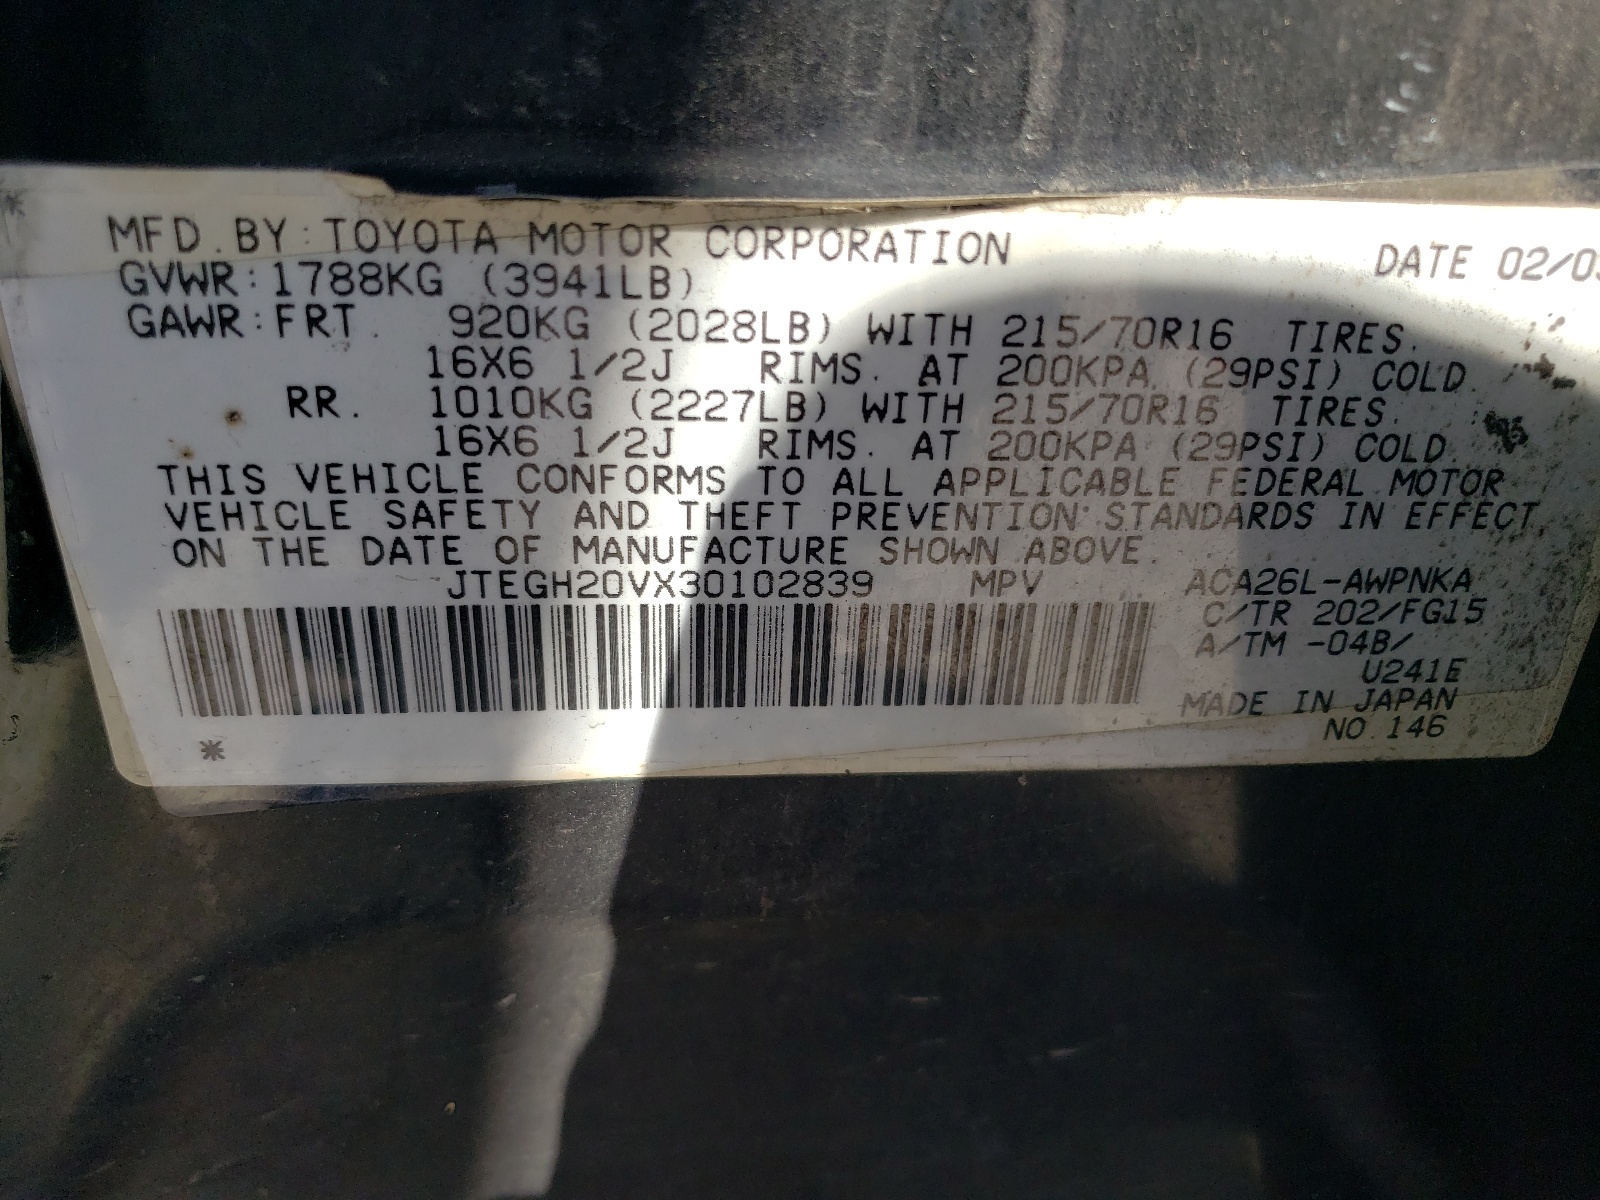 MFD. BY: TOYOTA MOTOR CORPORATION DATE 02/03
GVWR: 1788KG (3941LB)
GAWR: FRT. 920KG (2028LB) WITH 215/70R16 TIRES.
16X6 1/2J RIMS. AT 200KPA. (29PSI) COLD.
RR. 1010KG (2227LB) WITH 215/70R16 TIRES.
16X6 1/2J RIMS. AT 200KPA (29PSI) COLD.
THIS VEHICLE CONFORMS TO ALL APPLICABLE FEDERAL MOTOR
VEHICLE SAFETY AND THEFT PREVENTION STANDARDS IN EFFECT
ON THE DATE OF MANUFACTURE SHOWN ABOVE.
JTEGH20VX30102839 MPV ACA26L-AWPNKA
C/TR 202/FG15
A/TM -04B/
U241E
MADE IN JAPAN
NO. 146